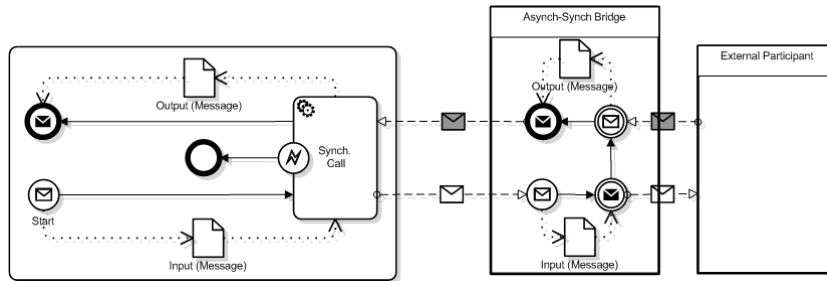 Asynch-Synch Bridge
External Participant
Output (Message)
Output (Message)
Synch.
Call
Start
Input (Message)
Input (Message)